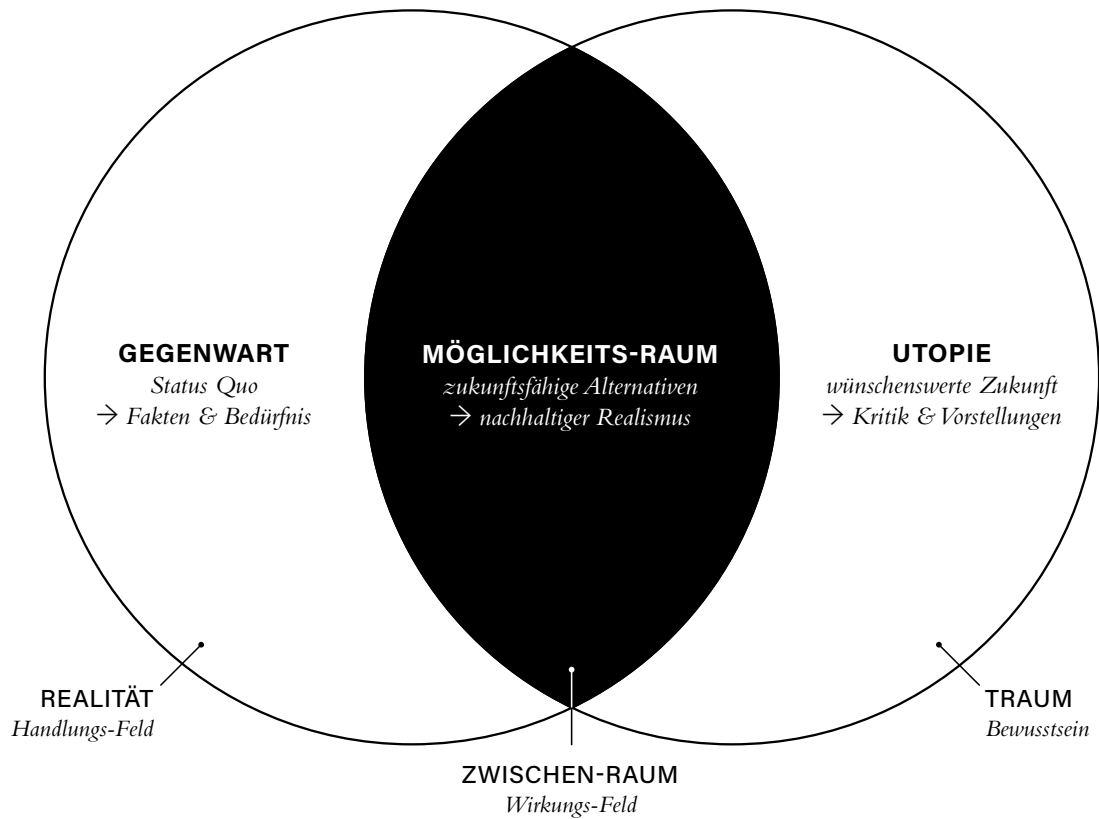 GEGENWART
Status Quo
→ Fakten & Bedürfnis
MÖGLICHKEITS-RAUM
zukunftsfähige Alternativen
→ nachhaltiger Realismus
UTOPIE
wünschenswerte Zukunft
→ Kritik & Vorstellungen
REALITÄT
Handlungs-Feld
ZWISCHEN-RAUM
Wirkungs-Feld
TRAUM
Bewusstsein